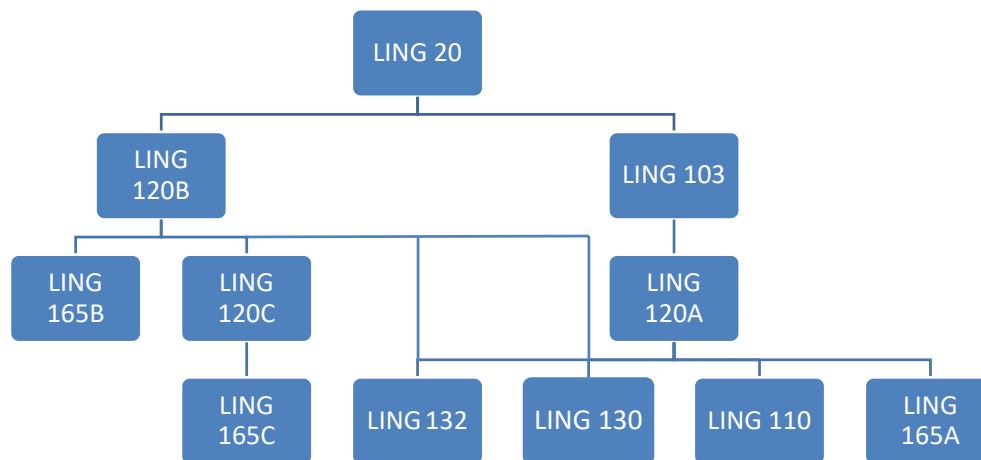 LING 20
LING
120B
LING 103
LING
165B
LING
120C
LING
120A
LING
165C
LING 132
LING 130
LING 110
LING
165A